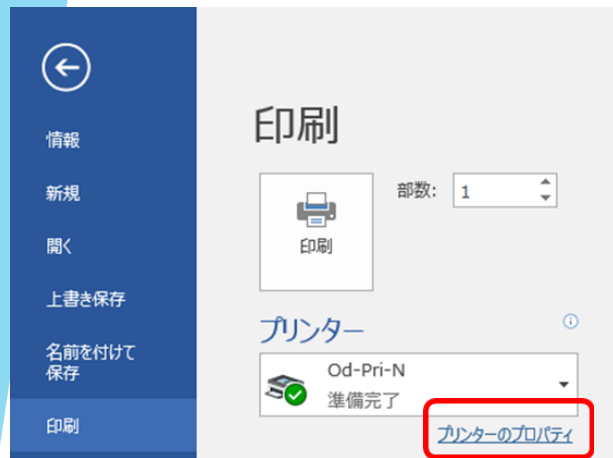 情報
新規
開く
上書き保存
名前を付けて
保存
印刷
印刷
部数: 1
印刷
プリンター
Od-Pri-N
準備完了
プリンターのプロパティ